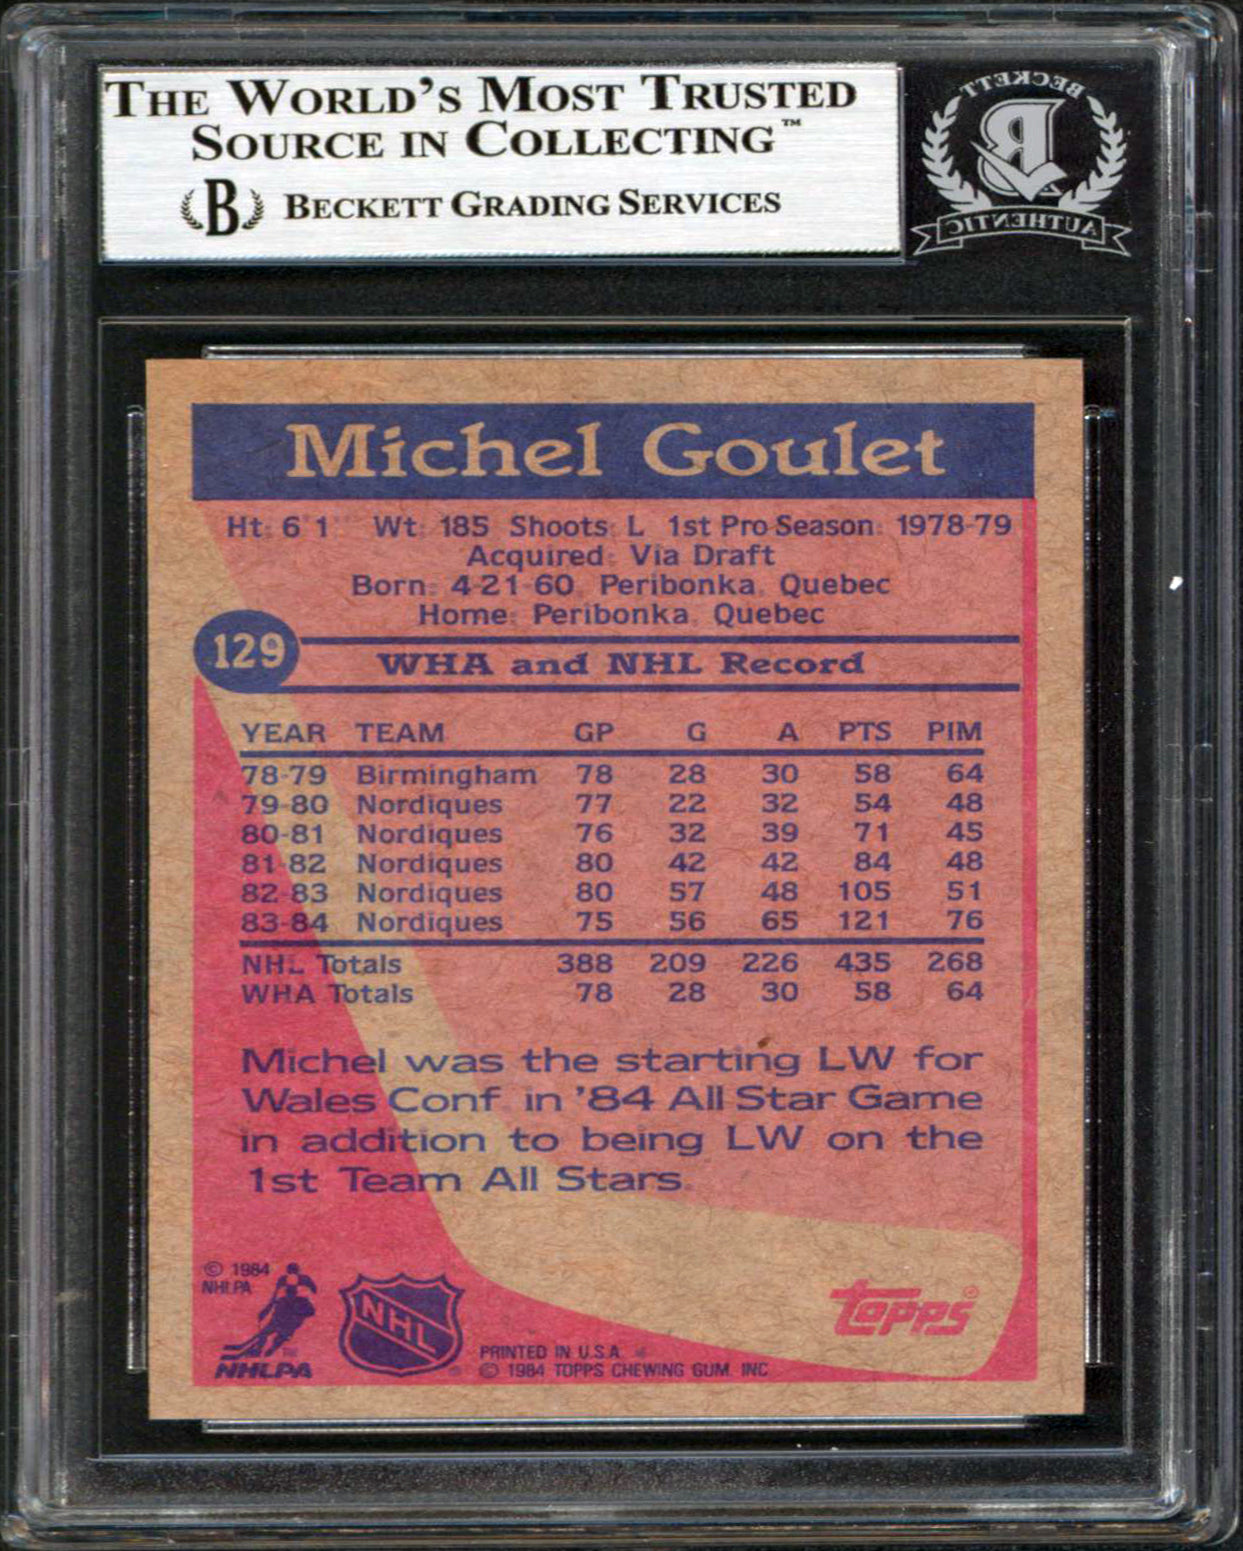 THE WORLD'S MOST TRUSTED
SOURCE IN COLLECTING™
B BECKETT GRADING SERVICES
BECKETT
B
AUTHENTIC
Michel Goulet
Ht: 6'1" Wt: 185 Shoots: L 1st Pro Season: 1978-79
Acquired: Via Draft
Born: 4-21-60, Peribonka, Quebec
Home: Peribonka, Quebec
129
WHA and NHL Record
YEAR TEAM GP G A PTS PIM
78-79 Birmingham 78 28 30 58 64
79-80 Nordiques 77 22 32 54 48
80-81 Nordiques 76 32 39 71 45
81-82 Nordiques 80 42 42 84 48
82-83 Nordiques 80 57 48 105 51
83-84 Nordiques 75 56 65 121 76
NHL Totals 388 209 226 435 268
WHA Totals 78 28 30 58 64
Michel was the starting LW for
Wales Conf. in '84 All Star Game
in addition to being LW on the
1st Team All Stars.
© 1984
NHLPA
NHLPA
NHL
topps®
PRINTED IN U.S.A.
© 1984 TOPPS CHEWING GUM, INC.